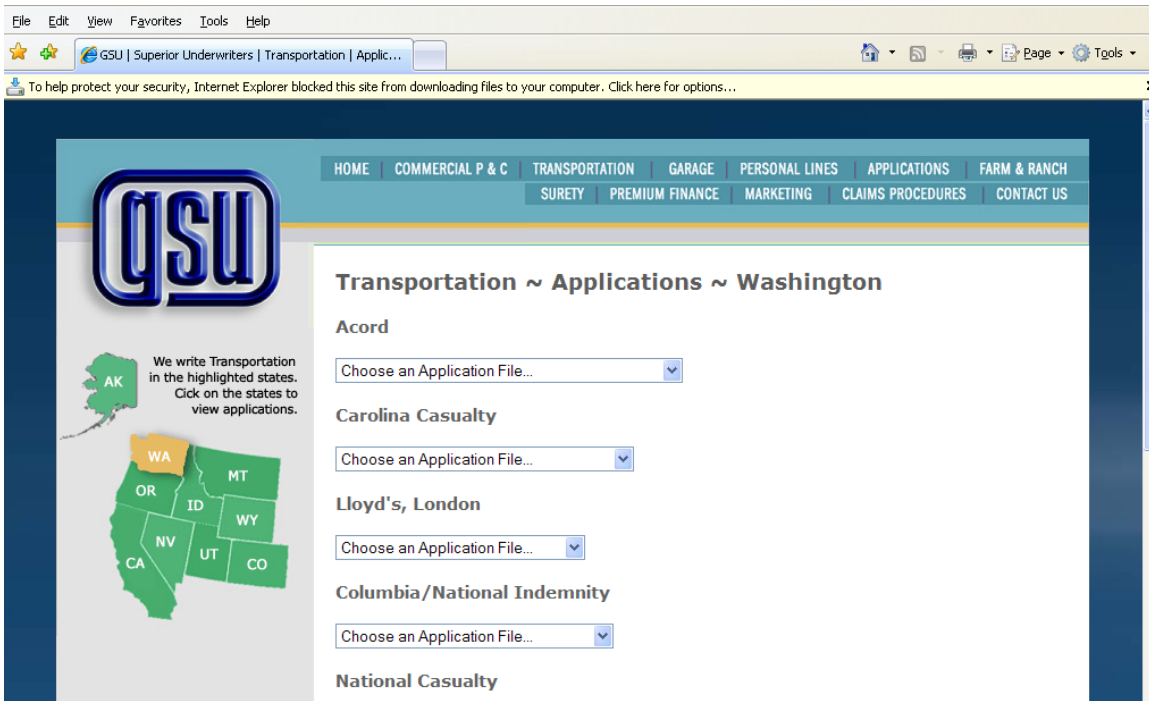 File Edit View Favorites Tools Help
GSU | Superior Underwriters | Transportation | Applic...
Page Tools
To help protect your security, Internet Explorer blocked this site from downloading files to your computer. Click here for options...
HOME | COMMERCIAL P & C | TRANSPORTATION | GARAGE | PERSONAL LINES | APPLICATIONS | FARM & RANCH
SURETY | PREMIUM FINANCE | MARKETING | CLAIMS PROCEDURES | CONTACT US
gsu
Transportation ~ Applications ~ Washington
Acord
Choose an Application File...
Carolina Casualty
Choose an Application File...
Lloyd's, London
Choose an Application File...
Columbia/National Indemnity
Choose an Application File...
National Casualty
We write Transportation
in the highlighted states.
Cick on the states to
view applications.
AK
WA
MT
OR
ID
WY
NV
UT
CA
CO